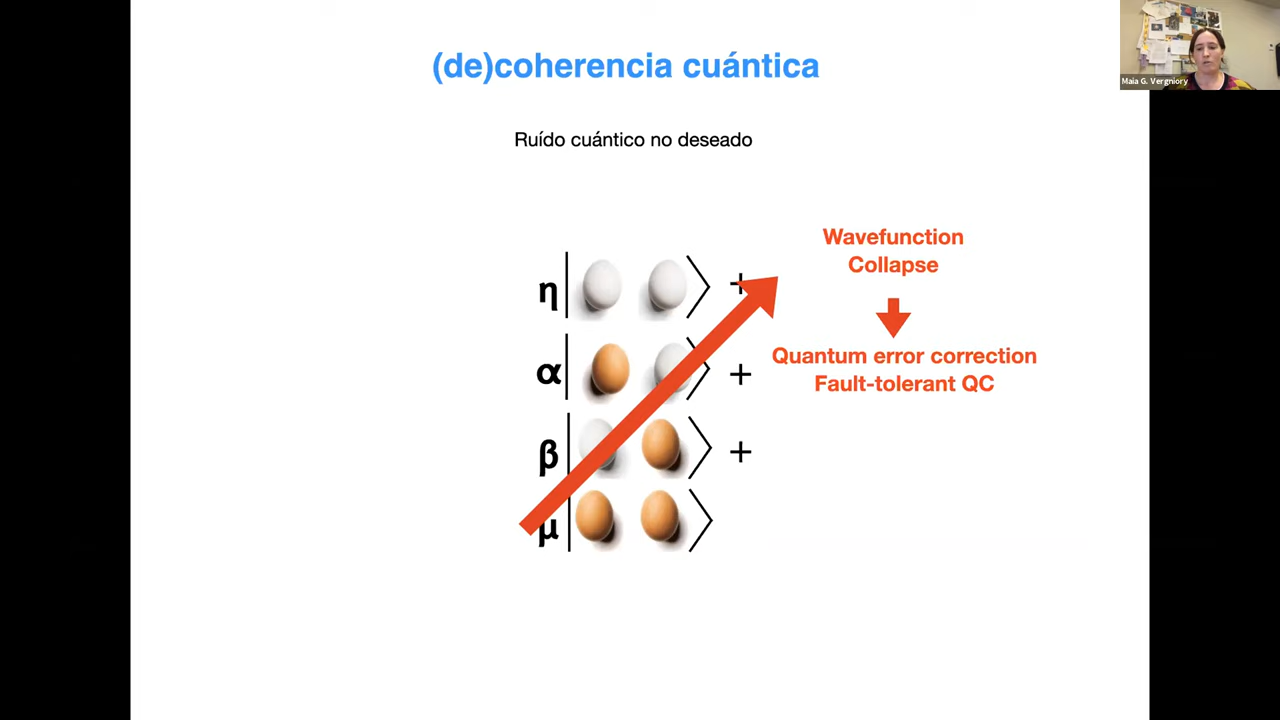 (de)coherencia cuántica
Maia G. Vergniory
Ruído cuántico no deseado
Wavefunction
Collapse
η| ⟩ +
α| ⟩ +
Quantum error correction
Fault-tolerant QC
β| ⟩ +
μ| ⟩